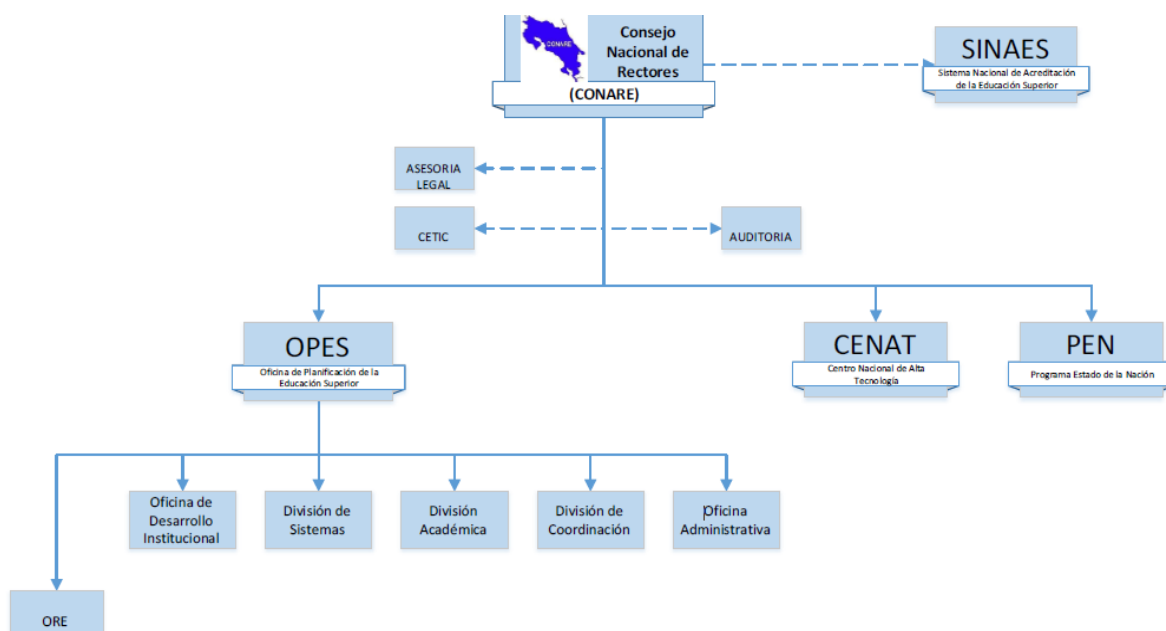 CONARE
Consejo
Nacional de
Rectores
(CONARE)
SINAES
Sistema Nacional de Acreditación
de la Educación Superior
ASESORIA
LEGAL
CETIC
AUDITORIA
OPES
Oficina de Planificación de la
Educación Superior
CENAT
Centro Nacional de Alta
Tecnología
PEN
Programa Estado de la Nación
Oficina de
Desarrollo
Institucional
División de
Sistemas
División
Académica
División de
Coordinación
Oficina
Administrativa
ORE